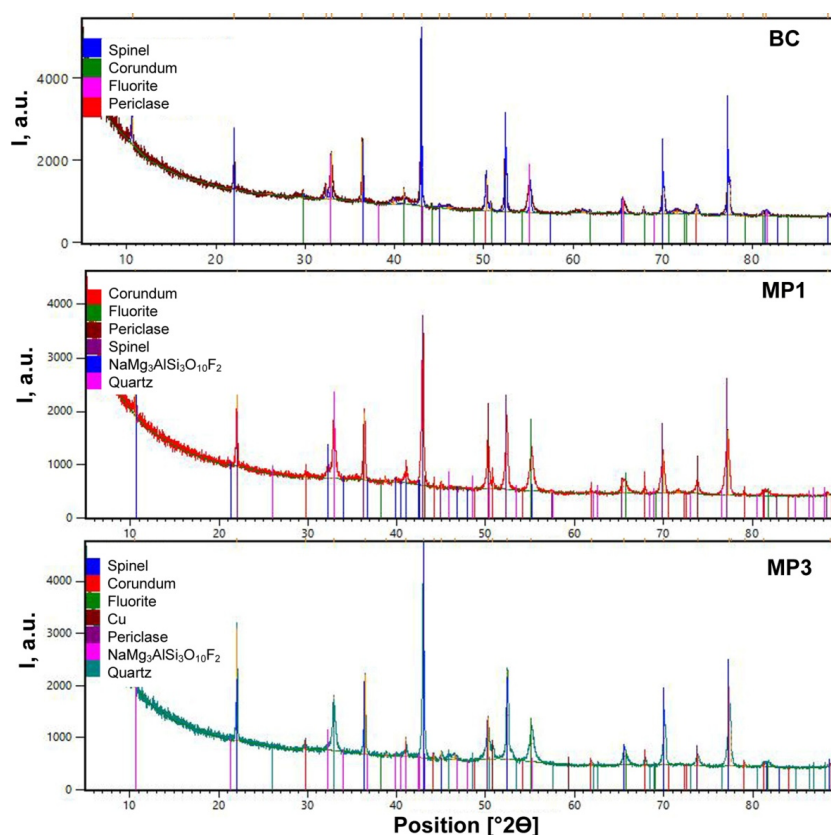 BC
Spinel
Corundum
Fluorite
Periclase
I, a.u.
4000
2000
0
10 20 30 40 50 60 70 80
MP1
Corundum
Fluorite
Periclase
Spinel
NaMg₃AlSi₃O₁₀F₂
Quartz
I, a.u.
4000
3000
2000
1000
0
10 20 30 40 50 60 70 80
MP3
Spinel
Corundum
Fluorite
Cu
Periclase
NaMg₃AlSi₃O₁₀F₂
Quartz
I, a.u.
4000
3000
2000
1000
0
10 20 30 40 50 60 70 80
Position [°2Θ]